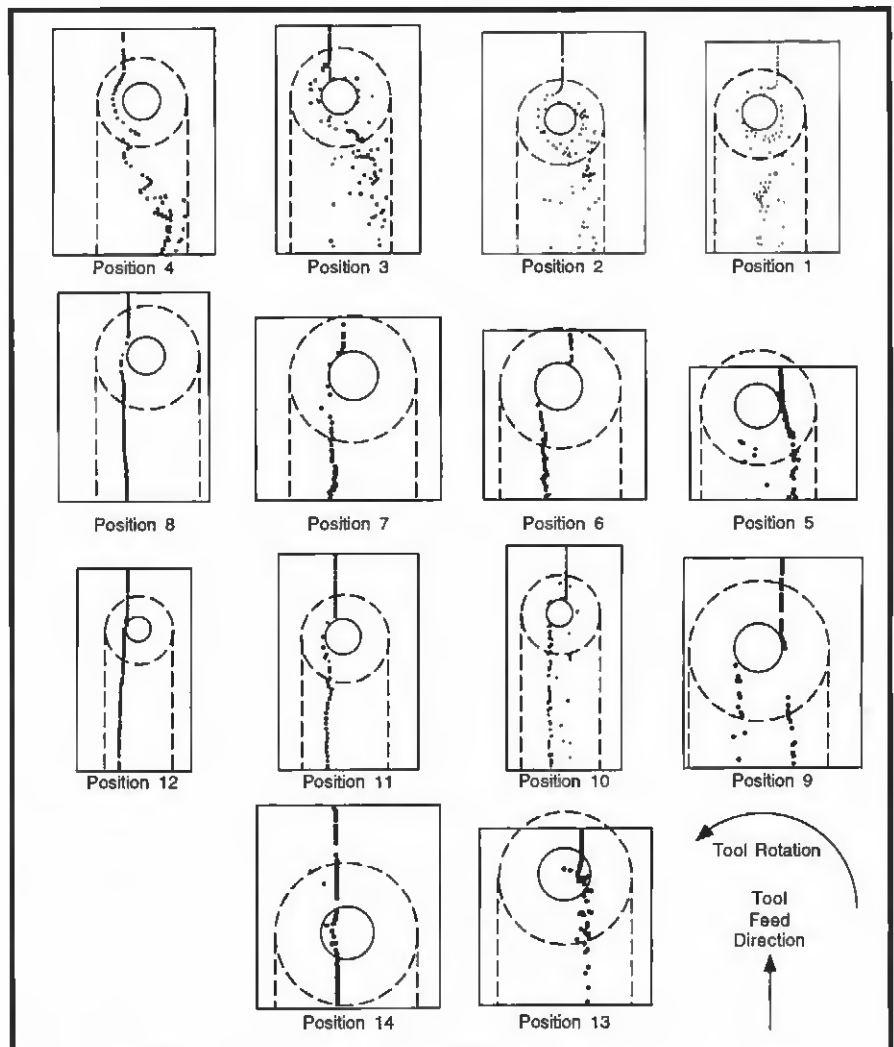 Position 4
Position 3
Position 2
Position 1
Position 8
Position 7
Position 6
Position 5
Position 12
Position 11
Position 10
Position 9
Tool Rotation
Tool
Feed
Direction
Position 14
Position 13